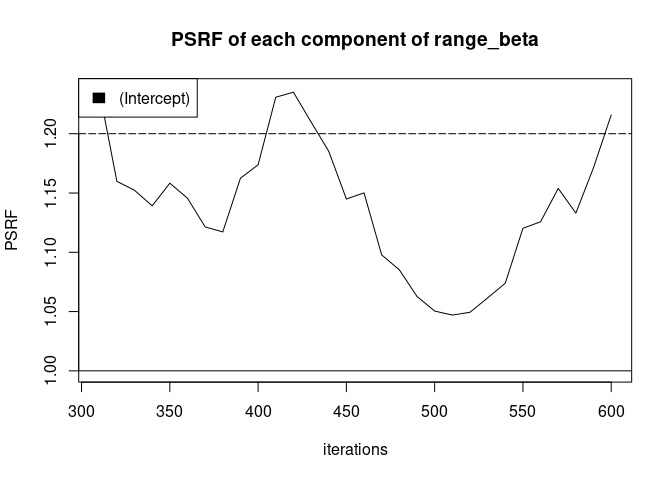 PSRF of each component of range_beta
(Intercept)
PSRF
1.20
1.15
1.10
1.05
1.00
300 350 400 450 500 550 600
iterations